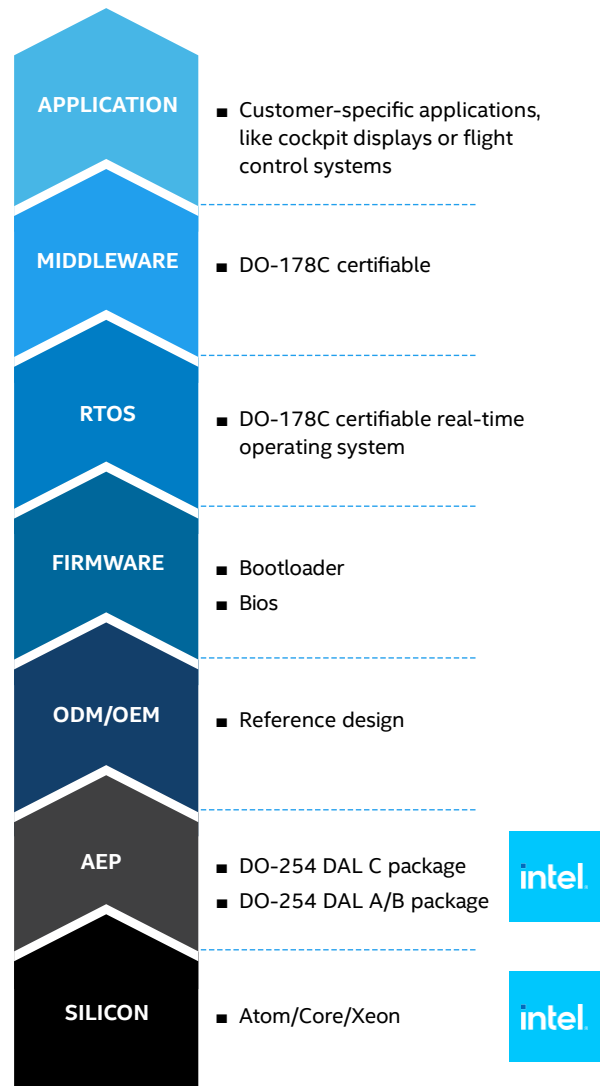 APPLICATION
■ Customer-specific applications,
like cockpit displays or flight
control systems
MIDDLEWARE
■ DO-178C certifiable
RTOS
■ DO-178C certifiable real-time
operating system
FIRMWARE
■ Bootloader
■ Bios
ODM/OEM
■ Reference design
AEP
■ DO-254 DAL C package
■ DO-254 DAL A/B package
intel.
SILICON
■ Atom/Core/Xeon
intel.